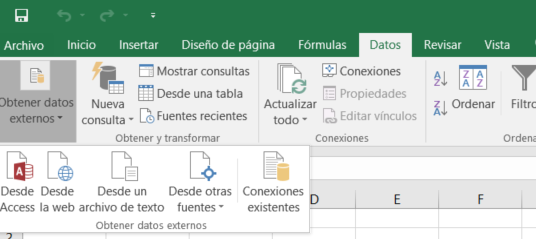 Archivo Inicio Insertar Diseño de página Fórmulas Datos Revisar Vista
Obtener datos
externos
Nueva
consulta
Mostrar consultas
Desde una tabla
Fuentes recientes
Obtener y transformar
Actualizar
todo
Conexiones
Propiedades
Editar vínculos
Conexiones
Ordenar
Filtro
Ordena
Desde
Access
Desde
la web
Desde un
archivo de texto
Desde otras
fuentes
Conexiones
existentes
Obtener datos externos
D E F
2